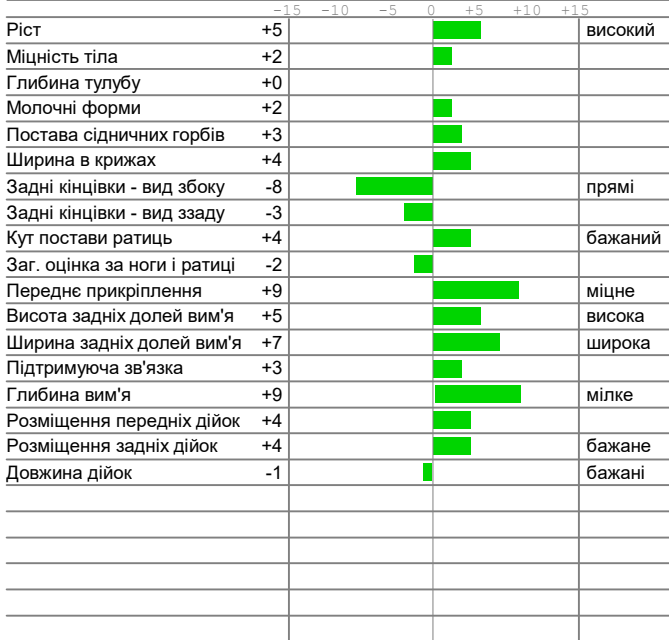 -15 -10 -5 0 +5 +10 +15
Ріст +5 високий
Міцність тіла +2
Глибина тулубу +0
Молочні форми +2
Постава сідничних горбів +3
Ширина в крижах +4
Задні кінцівки - вид збоку -8 прямі
Задні кінцівки - вид ззаду -3
Кут постави ратиць +4 бажаний
Заг. оцінка за ноги і ратиці -2
Переднє прикріплення +9 міцне
Висота задніх долей вим'я +5 висока
Ширина задніх долей вим'я +7 широка
Підтримуюча зв'язка +3
Глибина вим'я +9 мілке
Розміщення передніх дійок +4
Розміщення задніх дійок +4 бажане
Довжина дійок -1 бажані